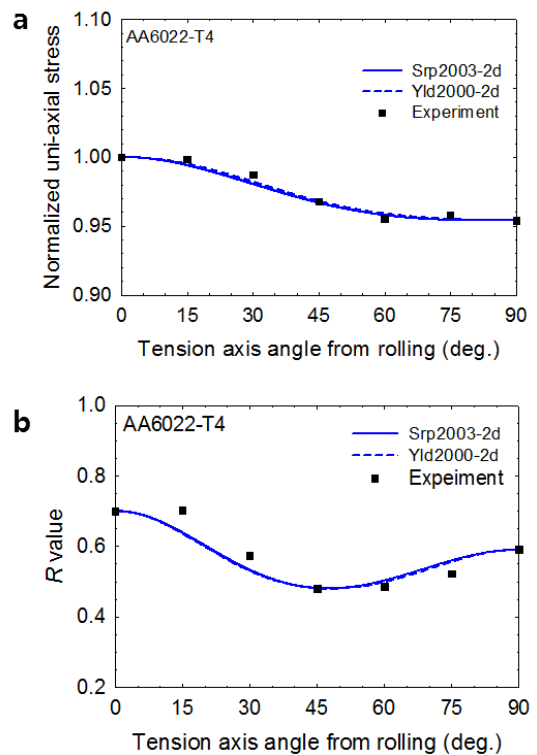 a
AA6022-T4
Srp2003-2d
Yld2000-2d
Experiment
Normalized uni-axial stress
1.10
1.05
1.00
0.95
0.90
0 15 30 45 60 75 90
Tension axis angle from rolling (deg.)
b
AA6022-T4
Srp2003-2d
Yld2000-2d
Expeiment
R value
1.0
0.8
0.6
0.4
0.2
0 15 30 45 60 75 90
Tension axis angle from rolling (deg.)